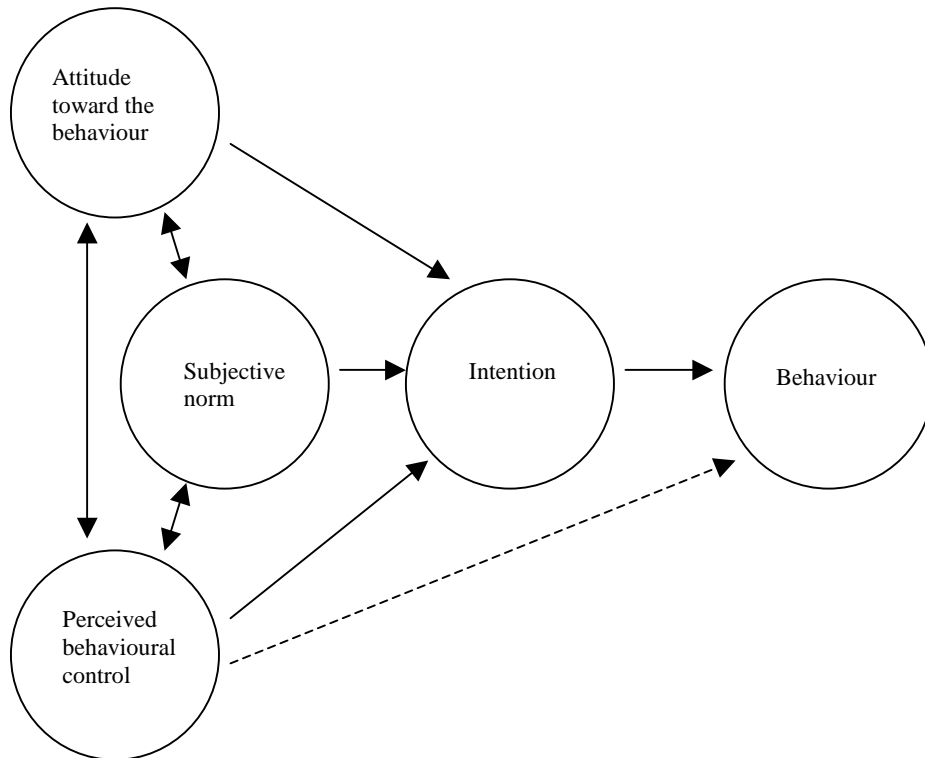 Attitude
toward the
behaviour
Subjective
norm
Intention
Behaviour
Perceived
behavioural
control